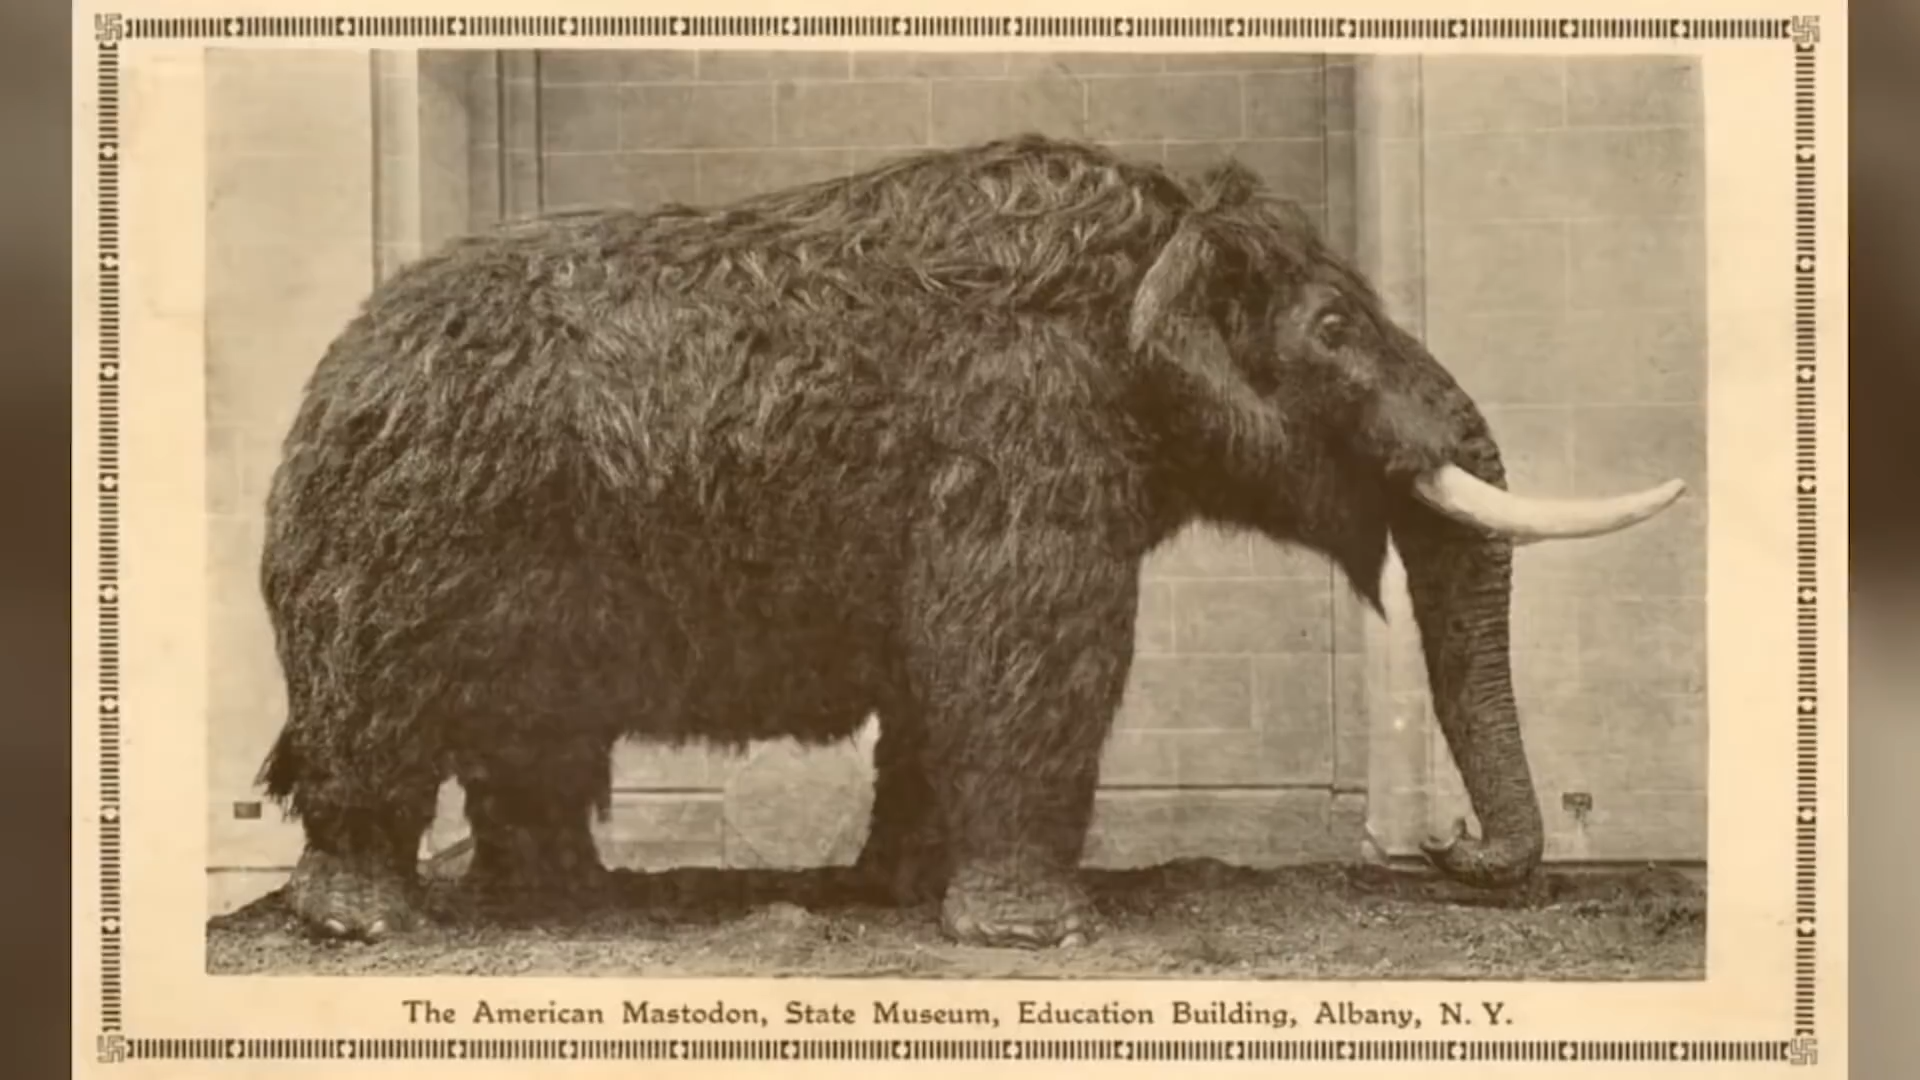 The American Mastodon, State Museum, Education Building, Albany, N. Y.